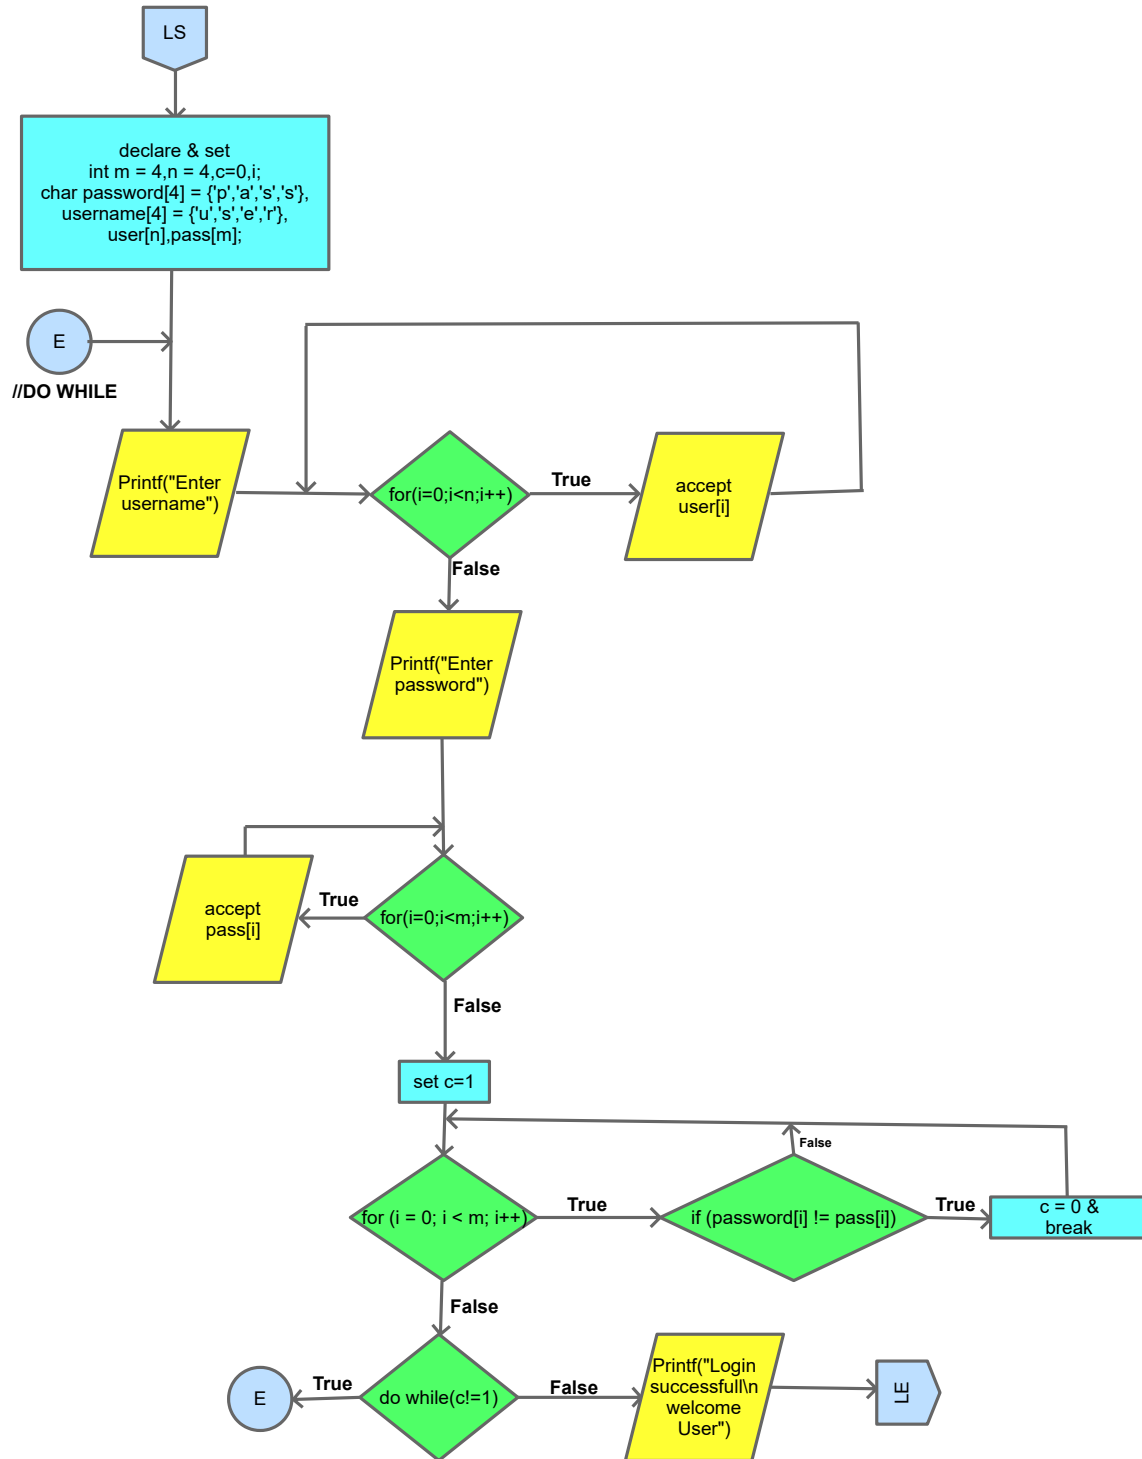 LS
declare & set
int m = 4,n = 4,c=0,i;
char password[4] = {'p','a','s','s'},
username[4] = {'u','s','e','r'},
user[n],pass[m];
E
//DO WHILE
Printf("Enter
username")
for(i=0;i<n;i++)
True
accept
user[i]
False
Printf("Enter
password")
accept
pass[i]
True
for(i=0;i<m;i++)
False
set c=1
for (i = 0; i < m; i++)
True
if (password[i] != pass[i])
False
True
c = 0 &
break
False
E
True
do while(c!=1)
False
Printf("Login
successfull\n
welcome
User")
LE